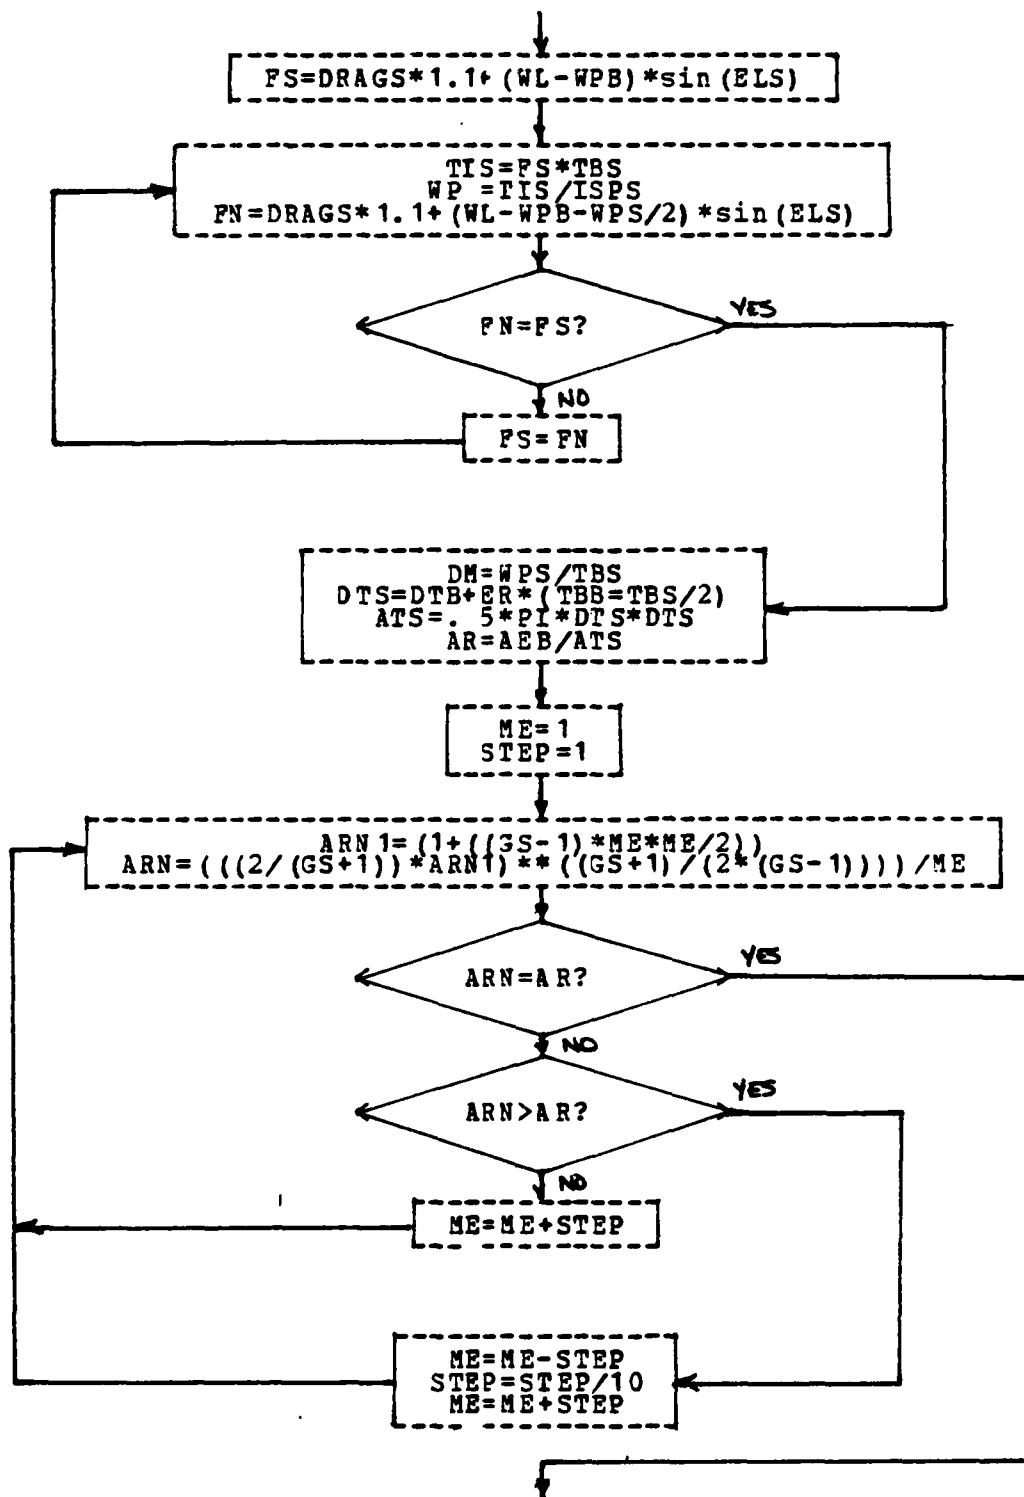 FS=DRAGS*1.1+(WL-WPB)*sin(ELS)
TIS=FS*TBS
WP =TIS/ISPS
FN=DRAGS*1.1+(WL-WPB-WPS/2)*sin(ELS)
FN=FS?
YES
NO
FS=FN
DM=WPS/TBS
DTS=DTB+ER*(TBB=TBS/2)
ATS=. 5*PI*DTS*DTS
AR=AEB/ATS
ME=1
STEP=1
ARN1=(1+((GS-1)*ME*ME/2))
ARN=(((2/(GS+1))*ARN1)**((GS+1)/(2*(GS-1))))/ME
ARN=AR?
YES
NO
ARN>AR?
YES
NO
ME=ME+STEP
ME=ME-STEP
STEP=STEP/10
ME=ME+STEP